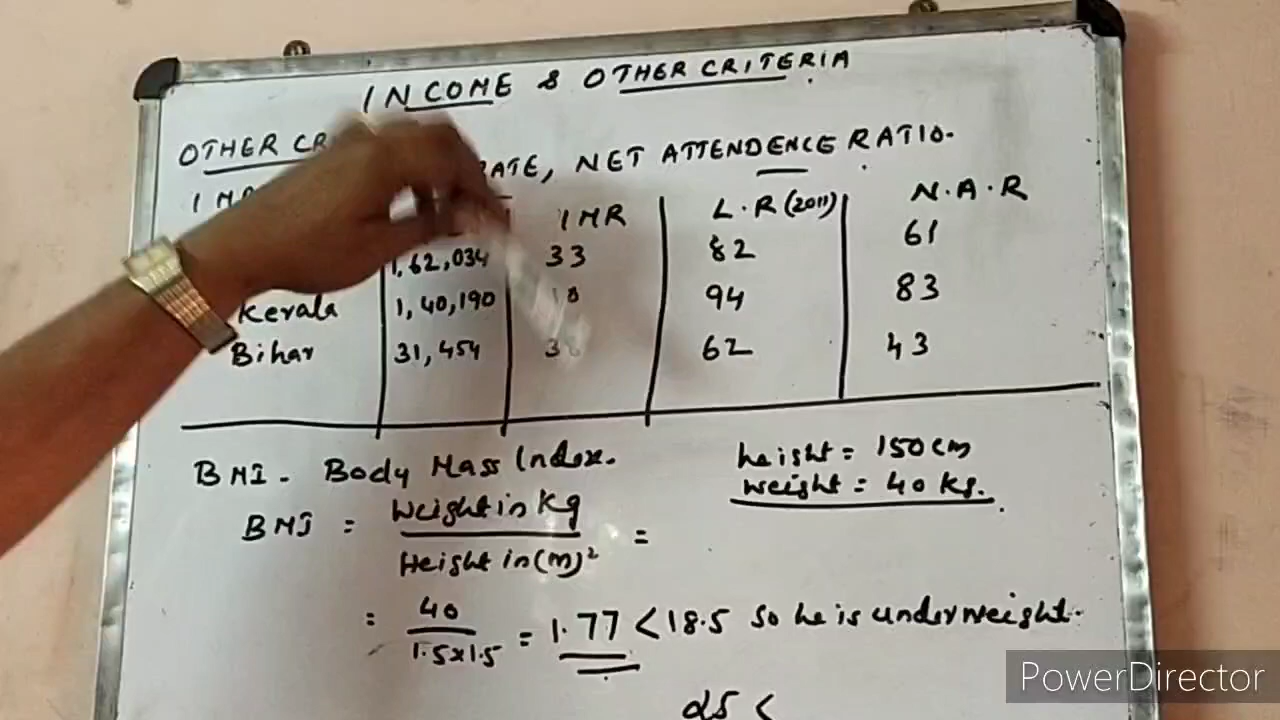 INCOME & OTHER CRITERIA
OTHER CR
RATE, NET ATTENDENCE RATIO.
IMR L.R(2011) N.A.R
1,62,034 33 82 61
Kerala 1,40,190 94 83
Bihar 31,454 62 43
BMI - Body Mass Index.
height = 150cm
weight = 40 Kg.
BMI = Weight in Kg
Height in (m)² =
= 40
1.5x1.5 = 1.77 < 18.5 So he is underweight.
25 <
PowerDirector